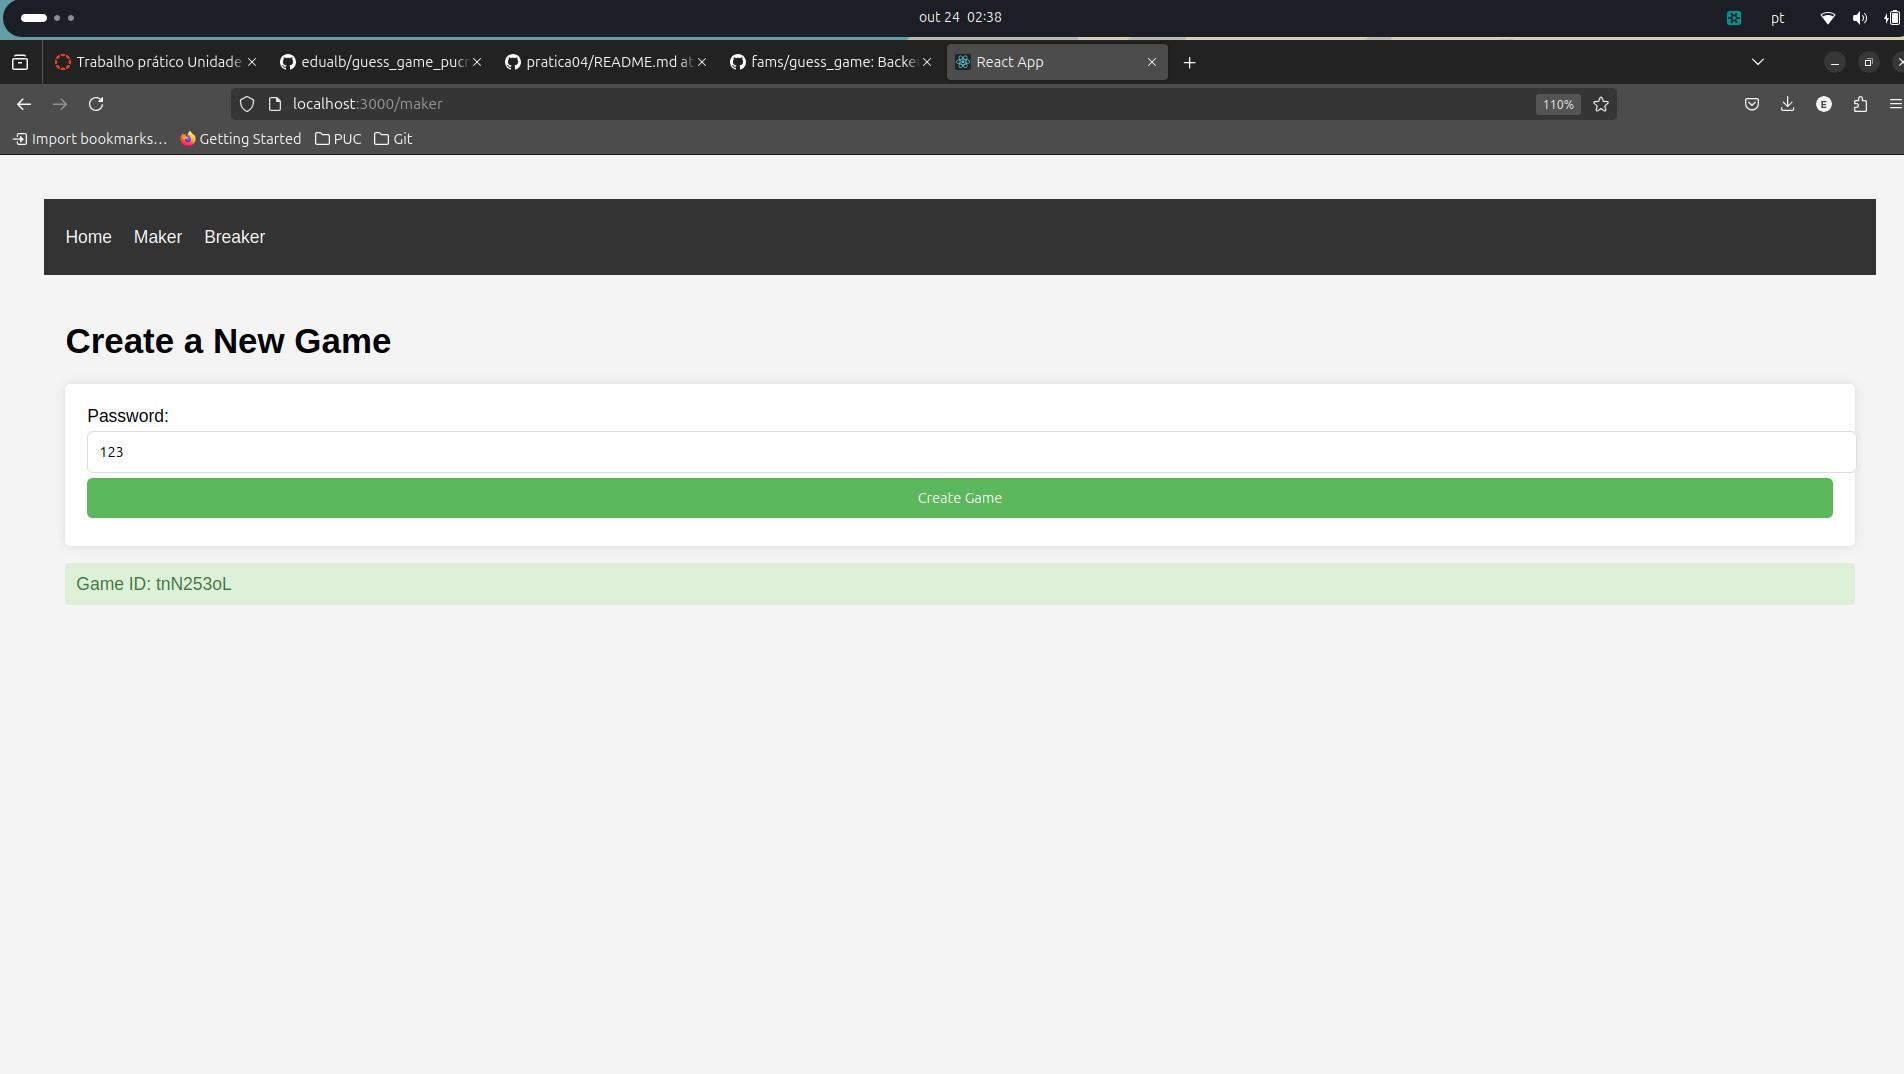 out 24 02:38
pt
Trabalho prático Unidade
edualb/guess_game_pucr
pratica04/README.md at
fams/guess_game: Backe
React App
localhost:3000/maker
110%
E
Import bookmarks...
Getting Started
PUC
Git
Home
Maker
Breaker
Create a New Game
Password:
123
Create Game
Game ID: tnN253oL